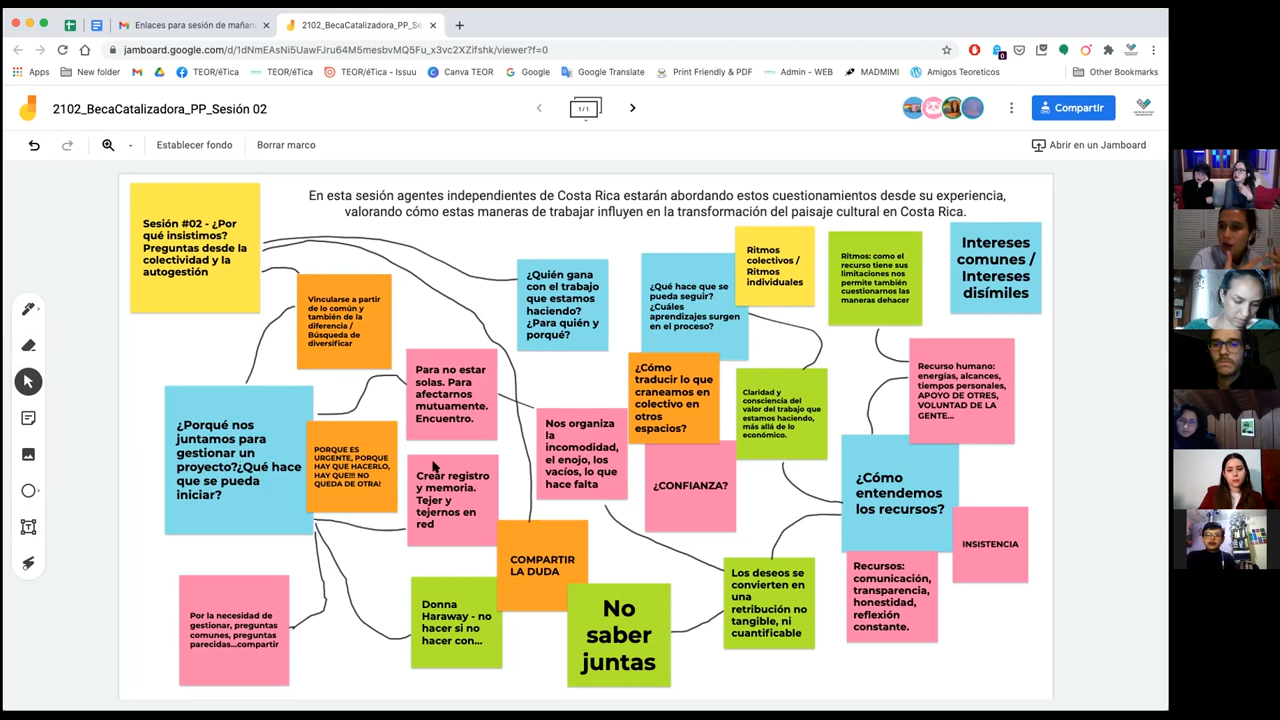 Enlaces para sesión de mañan
2102_BecaCatalizadora_PP_Se
jamboard.google.com/d/1dNmEAsNi5UawFJru64M5mesbvMQ5Fu_x3vc2XZifshk/viewer?f=0
Apps
New folder
TEOR/éTica
TEOR/éTica
TEOR/éTica - Issuu
Canva TEOR
Google
Google Translate
Print Friendly & PDF
Admin - WEB
MADMIMI
Amigos Teoreticos
Other Bookmarks
2102_BecaCatalizadora_PP_Sesión 02
1/1
Compartir
Establecer fondo
Borrar marco
Abrir en un Jamboard
En esta sesión agentes independientes de Costa Rica estarán abordando estos cuestionamientos desde su experiencia,
valorando cómo estas maneras de trabajar influyen en la transformación del paisaje cultural en Costa Rica.
Sesión #02 - ¿Por
qué insistimos?
Preguntas desde la
colectividad y la
autogestión
Vincularse a partir
de lo común y
también de la
diferencia /
Búsqueda de
diversificar
¿Quién gana
con el trabajo
que estamos
haciendo?
¿Para quién y
porqué?
¿Qué hace que se
pueda seguir?
¿Cuáles
aprendizajes surgen
en el proceso?
Ritmos
colectivos /
Ritmos
individuales
Ritmos: como el
recurso tiene sus
limitaciones nos
permite también
cuestionarnos las
maneras dehacer
Intereses
comunes /
Intereses
disímiles
¿Porqué nos
juntamos para
gestionar un
proyecto?¿Qué hace
que se pueda
iniciar?
PORQUE ES
URGENTE, PORQUE
HAY QUE HACERLO,
HAY QUE!!! NO
QUEDA DE OTRA!
Para no estar
solas. Para
afectarnos
mutuamente.
Encuentro.
Crear registro
y memoria.
Tejer y
tejernos en
red
Nos organiza
la
incomodidad,
el enojo, los
vacíos, lo que
hace falta
¿Cómo
traducir lo que
craneamos en
colectivo en
otros
espacios?
¿CONFIANZA?
Claridad y
consciencia del
valor del trabajo que
estamos haciendo,
más allá de lo
económico.
Recurso humano:
energías, alcances,
tiempos personales,
APOYO DE OTRES,
VOLUNTAD DE LA
GENTE...
¿Cómo
entendemos
los recursos?
INSISTENCIA
Recursos:
comunicación,
transparencia,
honestidad,
reflexión
constante.
Por la necesidad de
gestionar, preguntas
comunes, preguntas
parecidas...compartir
Donna
Haraway - no
hacer si no
hacer con...
COMPARTIR
LA DUDA
No
saber
juntas
Los deseos se
convierten en
una
retribución no
tangible, ni
cuantificable